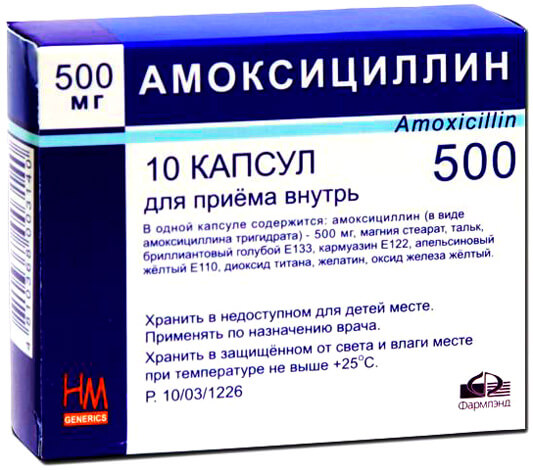 500
мг
АМОКСИЦИЛЛИН
Amoxicillin
500
10 КАПСУЛ
для приёма внутрь
В одной капсуле содержится: амоксициллин (в виде
амоксициллина тригидрата) - 500 мг, магния стеарат, тальк,
бриллиантовый голубой Е133, кармуазин Е122, апельсиновый
жёлтый Е110, диоксид титана, желатин, оксид железа жёлтый.
Хранить в недоступном для детей месте.
Применять по назначению врача.
Хранить в защищённом от света и влаги месте
при температуре не выше +25°С.
Р. 10/03/1226
НМ
GENERICS
Фармлэнд
4810368003140